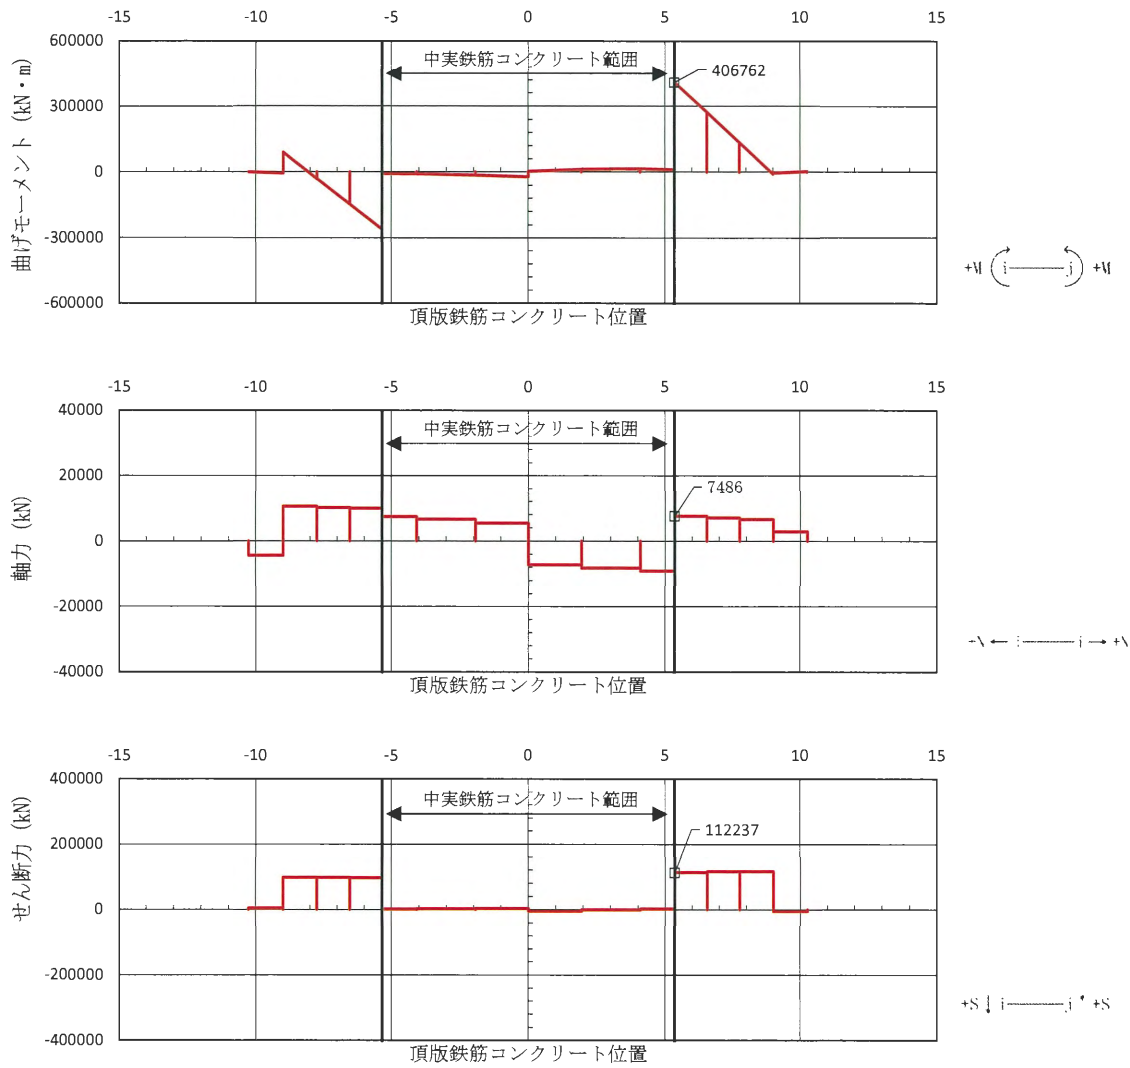 -15 -10 -5 0 5 10 15
600000
中実鉄筋コンクリート範囲
406762
300000
0
-300000
-600000
曲げモーメント (kN・m)
頂版鉄筋コンクリート位置
+M i j +M
-15 -10 -5 0 5 10 15
40000
中実鉄筋コンクリート範囲
20000
7486
0
-20000
-40000
軸力 (kN)
頂版鉄筋コンクリート位置
-15 -10 -5 0 5 10 15
400000
中実鉄筋コンクリート範囲
200000
112237
0
-200000
-400000
せん断力 (kN)
頂版鉄筋コンクリート位置
+S i j +S